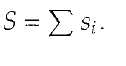 S = ∑ s_i.